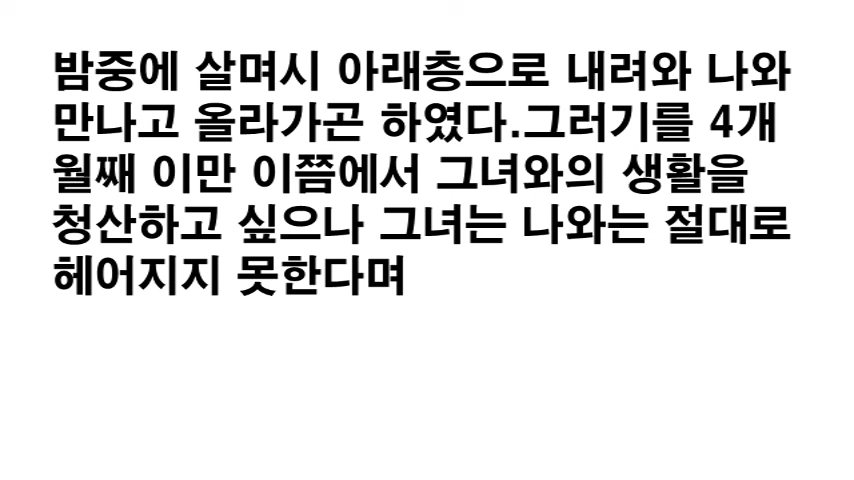 밤중에 살며시 아래층으로 내려와 나와
만나고 올라가곤 하였다.그러기를 4개
월째 이만 이쯤에서 그녀와의 생활을
청산하고 싶으나 그녀는 나와는 절대로
헤어지지 못한다며